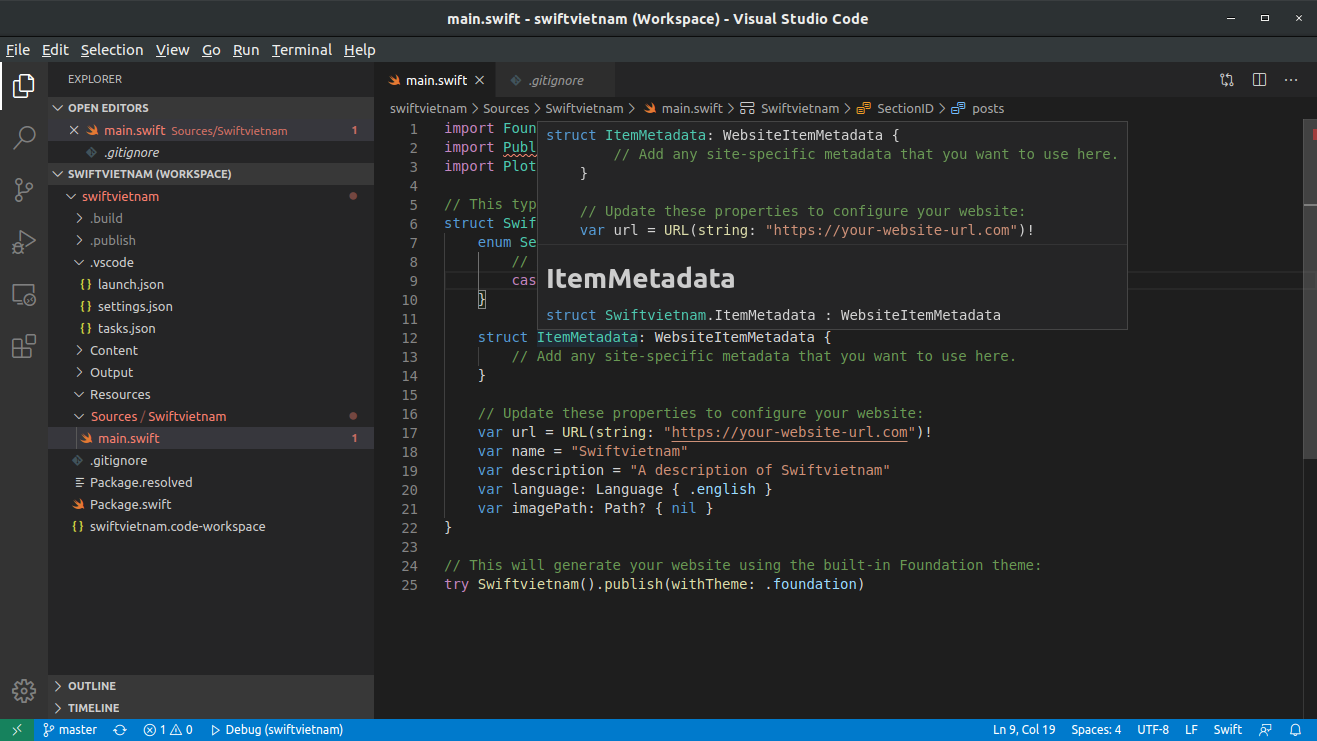 main.swift - swiftvietnam (Workspace) - Visual Studio Code
File Edit Selection View Go Run Terminal Help
EXPLORER
OPEN EDITORS
main.swift Sources/Swiftvietnam 1
.gitignore
SWIFTVIETNAM (WORKSPACE)
swiftvietnam
.build
.publish
.vscode
{} launch.json
{} settings.json
{} tasks.json
Content
Output
Resources
Sources / Swiftvietnam
main.swift 1
.gitignore
Package.resolved
Package.swift
{} swiftvietnam.code-workspace
OUTLINE
TIMELINE
main.swift .gitignore
swiftvietnam > Sources > Swiftvietnam > main.swift > Swiftvietnam > SectionID > posts
1 import Foun
2 import Publ
3 import Plot
4
5 // This typ
6 struct Swif
7 enum Se
8 //
9 cas
10 }
11
struct ItemMetadata: WebsiteItemMetadata {
// Add any site-specific metadata that you want to use here.
}
// Update these properties to configure your website:
var url = URL(string: "https://your-website-url.com")!
ItemMetadata
struct Swiftvietnam.ItemMetadata : WebsiteItemMetadata
12 struct ItemMetadata: WebsiteItemMetadata {
13 // Add any site-specific metadata that you want to use here.
14 }
15
16 // Update these properties to configure your website:
17 var url = URL(string: "https://your-website-url.com")!
18 var name = "Swiftvietnam"
19 var description = "A description of Swiftvietnam"
20 var language: Language { .english }
21 var imagePath: Path? { nil }
22 }
23
24 // This will generate your website using the built-in Foundation theme:
25 try Swiftvietnam().publish(withTheme: .foundation)
master 1 0 Debug (swiftvietnam) Ln 9, Col 19 Spaces: 4 UTF-8 LF Swift